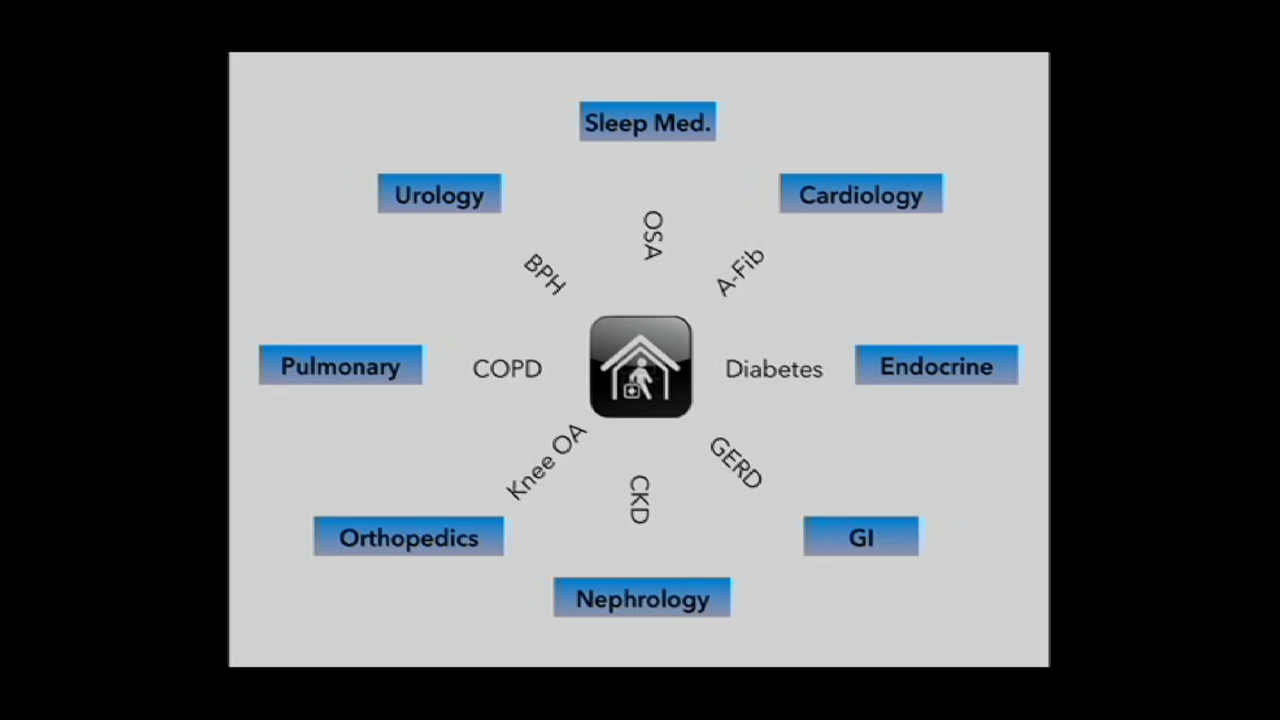 Sleep Med.
Urology
Cardiology
OSA
BPH
A-Fib
Pulmonary
COPD
Diabetes
Endocrine
Knee OA
GERD
CKD
Orthopedics
GI
Nephrology